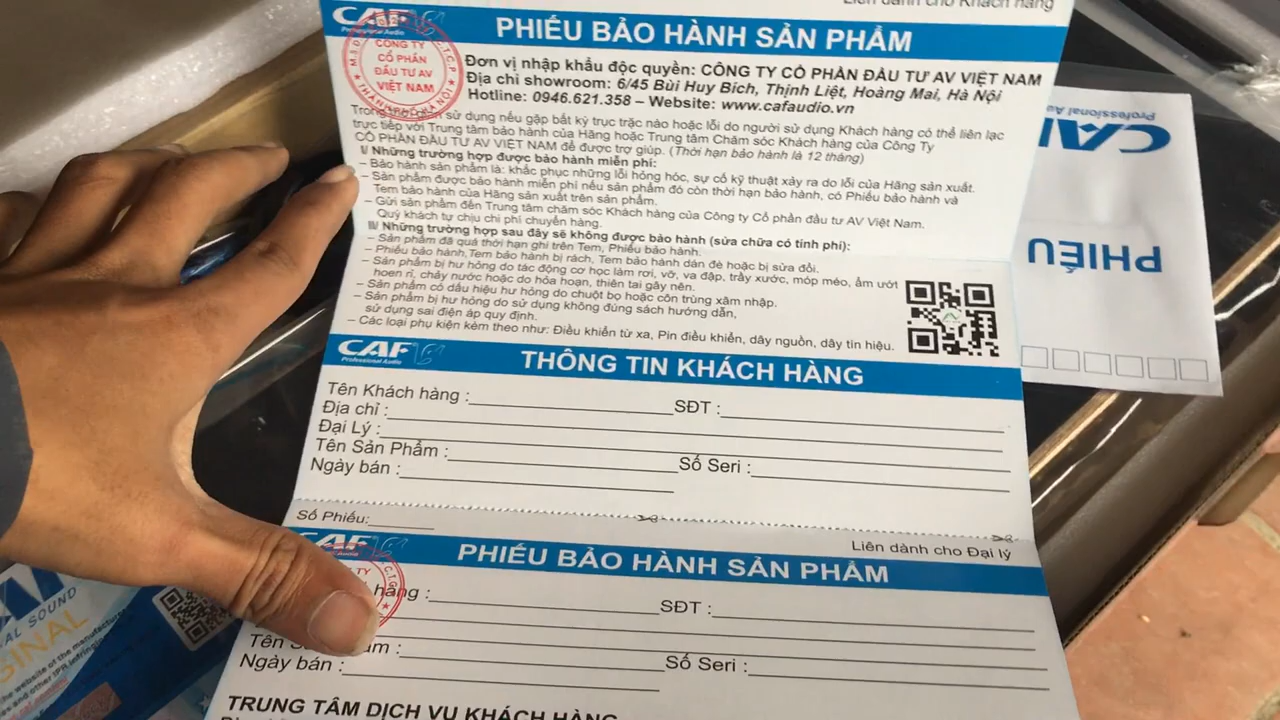 Liên dành cho Khách hàng
CAF
Professional Audio
PHIẾU BẢO HÀNH SẢN PHẨM
CÔNG TY
CỔ PHẦN
ĐẦU TƯ AV
VIỆT NAM
Đơn vị nhập khẩu độc quyền: CÔNG TY CỔ PHẦN ĐẦU TƯ AV VIỆT NAM
Địa chỉ showroom: 6/45 Bùi Huy Bích, Thịnh Liệt, Hoàng Mai, Hà Nội
Hotline: 0946.621.358 – Website: www.cafaudio.vn
sử dụng nếu gặp bất kỳ trục trặc nào hoặc lỗi do người sử dụng Khách hàng có thể liên lạc
trực tiếp với Trung tâm bảo hành của Hãng hoặc Trung tâm Chăm sóc Khách hàng của Công Ty
CỔ PHẦN ĐẦU TƯ AV VIỆT NAM để được trợ giúp. (Thời hạn bảo hành là 12 tháng)
Những trường hợp được bảo hành miễn phí:
– Bảo hành sản phẩm là: khắc phục những lỗi hỏng hóc, sự cố kỹ thuật xảy ra do lỗi của Hãng sản xuất.
– Sản phẩm được bảo hành miễn phí nếu sản phẩm đó còn thời hạn bảo hành, có Phiếu bảo hành và
Tem bảo hành của Hãng sản xuất trên sản phẩm.
– Gửi sản phẩm đến Trung tâm chăm sóc Khách hàng của Công ty Cổ phần đầu tư AV Việt Nam.
Quý khách tự chịu chi phí chuyển hàng.
Những trường hợp sau đây sẽ không được bảo hành (sửa chữa có tính phí):
– Sản phẩm đã quá thời hạn ghi trên Tem, Phiếu bảo hành.
– Phiếu bảo hành,Tem bảo hành bị rách, Tem bảo hành dán đè hoặc bị sửa đổi.
– Sản phẩm bị hư hỏng do tác động cơ học làm rơi, vỡ, va đập, trầy xước, móp méo, ẩm ướt
hoen rỉ, chảy nước hoặc do hỏa hoạn, thiên tai gây nên.
– Sản phẩm có dấu hiệu hư hỏng do chuột bọ hoặc côn trùng xâm nhập.
– Sản phẩm bị hư hỏng do sử dụng không đúng sách hướng dẫn,
sử dụng sai điện áp quy định.
– Các loại phụ kiện kèm theo như: Điều khiển từ xa, Pin điều khiển, dây nguồn, dây tín hiệu.
CAF
Professional Audio
THÔNG TIN KHÁCH HÀNG
Tên Khách hàng : SĐT :
Địa chỉ :
Đại Lý :
Tên Sản Phẩm :
Ngày bán : Số Seri :
Số Phiếu:
Liên dành cho Đại lý
CAF
PHIẾU BẢO HÀNH SẢN PHẨM
hàng : SĐT :
Tên
Ngày bán : Số Seri :
TRUNG TÂM DỊCH VỤ KHÁCH HÀNG
CAF
Professional
PHIẾU
SOUND
the website of the manufacturer
and other IPR